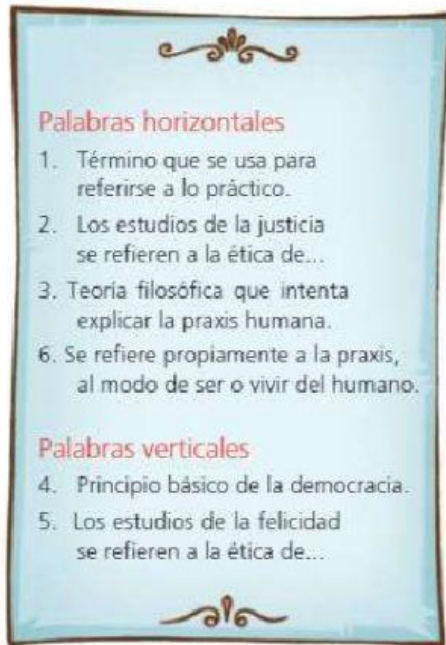 Palabras horizontales
1. Término que se usa para
referirse a lo práctico.
2. Los estudios de la justicia
se refieren a la ética de...
3. Teoría filosófica que intenta
explicar la praxis humana.
6. Se refiere propiamente a la praxis,
al modo de ser o vivir del humano.
Palabras verticales
4. Principio básico de la democracia.
5. Los estudios de la felicidad
se refieren a la ética de...